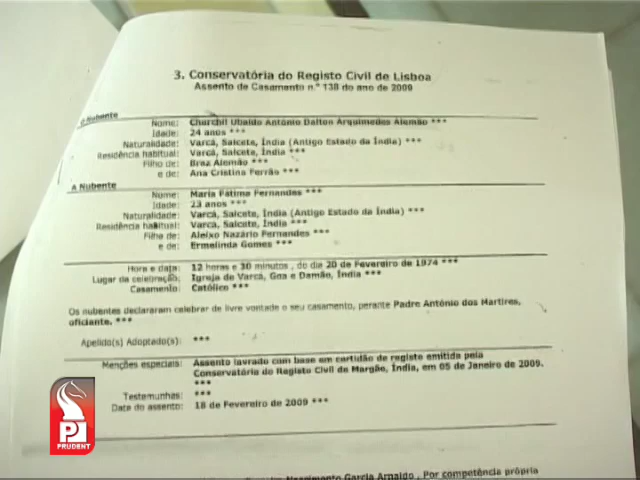 3. Conservatória do Registo Civil de Lisboa
Assento de Casamento n.º 138 do ano de 2009
O Nubente
Nome: Churchil Ubaldo António Dalton Arquimedes Alemão ***
Idade: 24 anos ***
Naturalidade: Varcá, Salcete, Índia (Antigo Estado da Índia) ***
Residência habitual: Varcá, Salcete, Índia ***
Filho de: Braz Alemão ***
e de: Ana Cristina Ferrão ***
A Nubente
Nome: Maria Fátima Fernandes ***
Idade: 23 anos ***
Naturalidade: Varcá, Salcete, Índia (Antigo Estado da Índia) ***
Residência habitual: Varcá, Salcete, Índia ***
Filha de: Aleixo Nazário Fernandes ***
e de: Ermelinda Gomes ***
Hora e data: 12 horas e 30 minutos , do dia 20 de Fevereiro de 1974 ***
Lugar da celebração: Igreja de Varcá, Goa e Damão, Índia ***
Casamento: Católico ***
Os nubentes declararam celebrar de livre vontade o seu casamento, perante Padre António dos Martires,
oficiante. ***
Apelido(s) Adoptado(s): ***
Menções especiais: Assento lavrado com base em certidão de registo emitida pela
Conservatória do Registo Civil de Margão, Índia, em 05 de Janeiro de 2009.
***
Testemunhas: ***
Data do assento: 18 de Fevereiro de 2009 ***
Nascimento Garcia Arnaldo , Por competência própria
P
PRUDENT